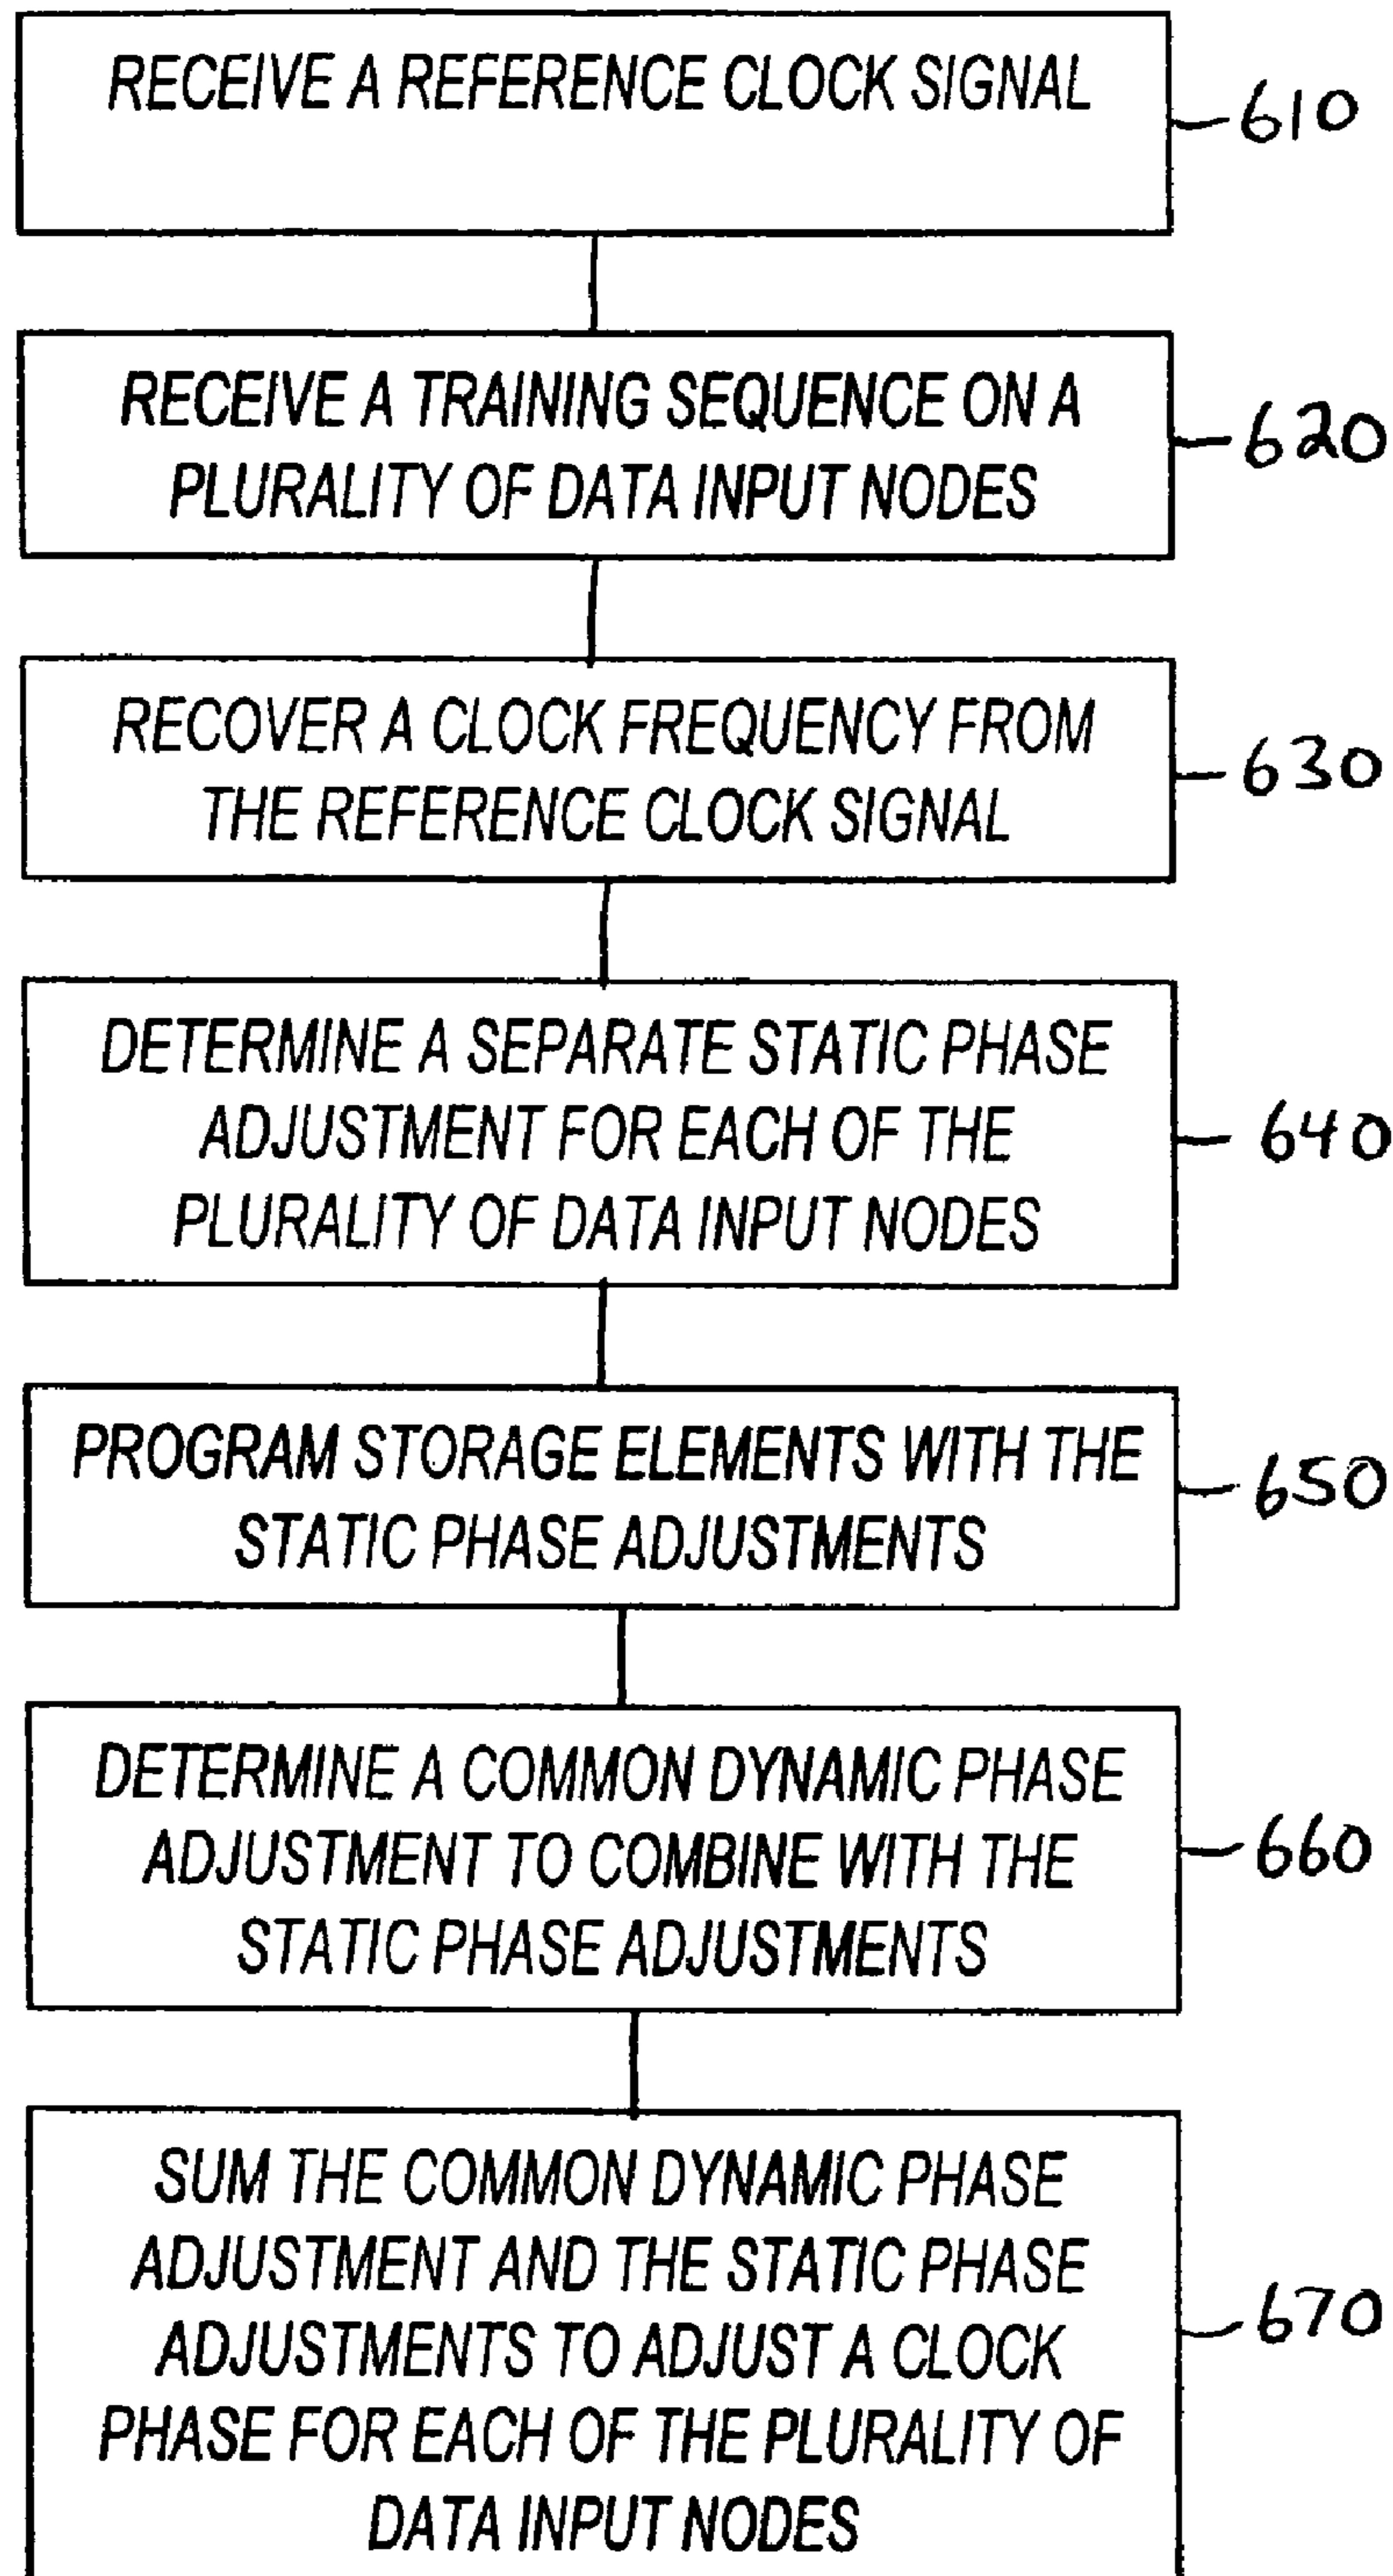 RECEIVE A REFERENCE CLOCK SIGNAL
610
RECEIVE A TRAINING SEQUENCE ON A
PLURALITY OF DATA INPUT NODES
620
RECOVER A CLOCK FREQUENCY FROM
THE REFERENCE CLOCK SIGNAL
630
DETERMINE A SEPARATE STATIC PHASE
ADJUSTMENT FOR EACH OF THE
PLURALITY OF DATA INPUT NODES
640
PROGRAM STORAGE ELEMENTS WITH THE
STATIC PHASE ADJUSTMENTS
650
DETERMINE A COMMON DYNAMIC PHASE
ADJUSTMENT TO COMBINE WITH THE
STATIC PHASE ADJUSTMENTS
660
SUM THE COMMON DYNAMIC PHASE
ADJUSTMENT AND THE STATIC PHASE
ADJUSTMENTS TO ADJUST A CLOCK
PHASE FOR EACH OF THE PLURALITY OF
DATA INPUT NODES
670